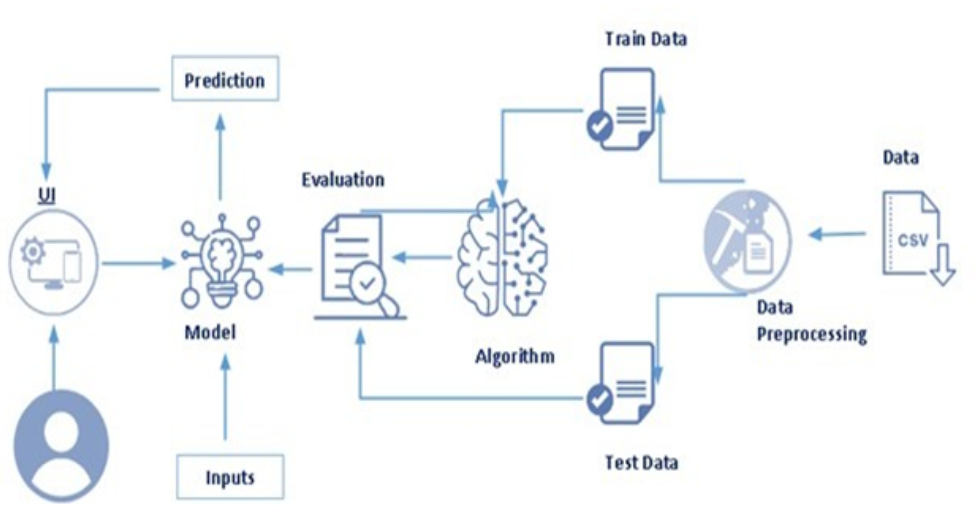 Train Data
Prediction
Data
Evaluation
UI
CSV
Data
Preprocessing
Model
Algorithm
Test Data
Inputs